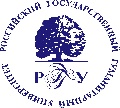 РОССИЙСКИЙ ГОСУДАРСТВЕННЫЙ
ГУМАНИТАРНЫЙ УНИВЕРСИТЕТ
РГГУ